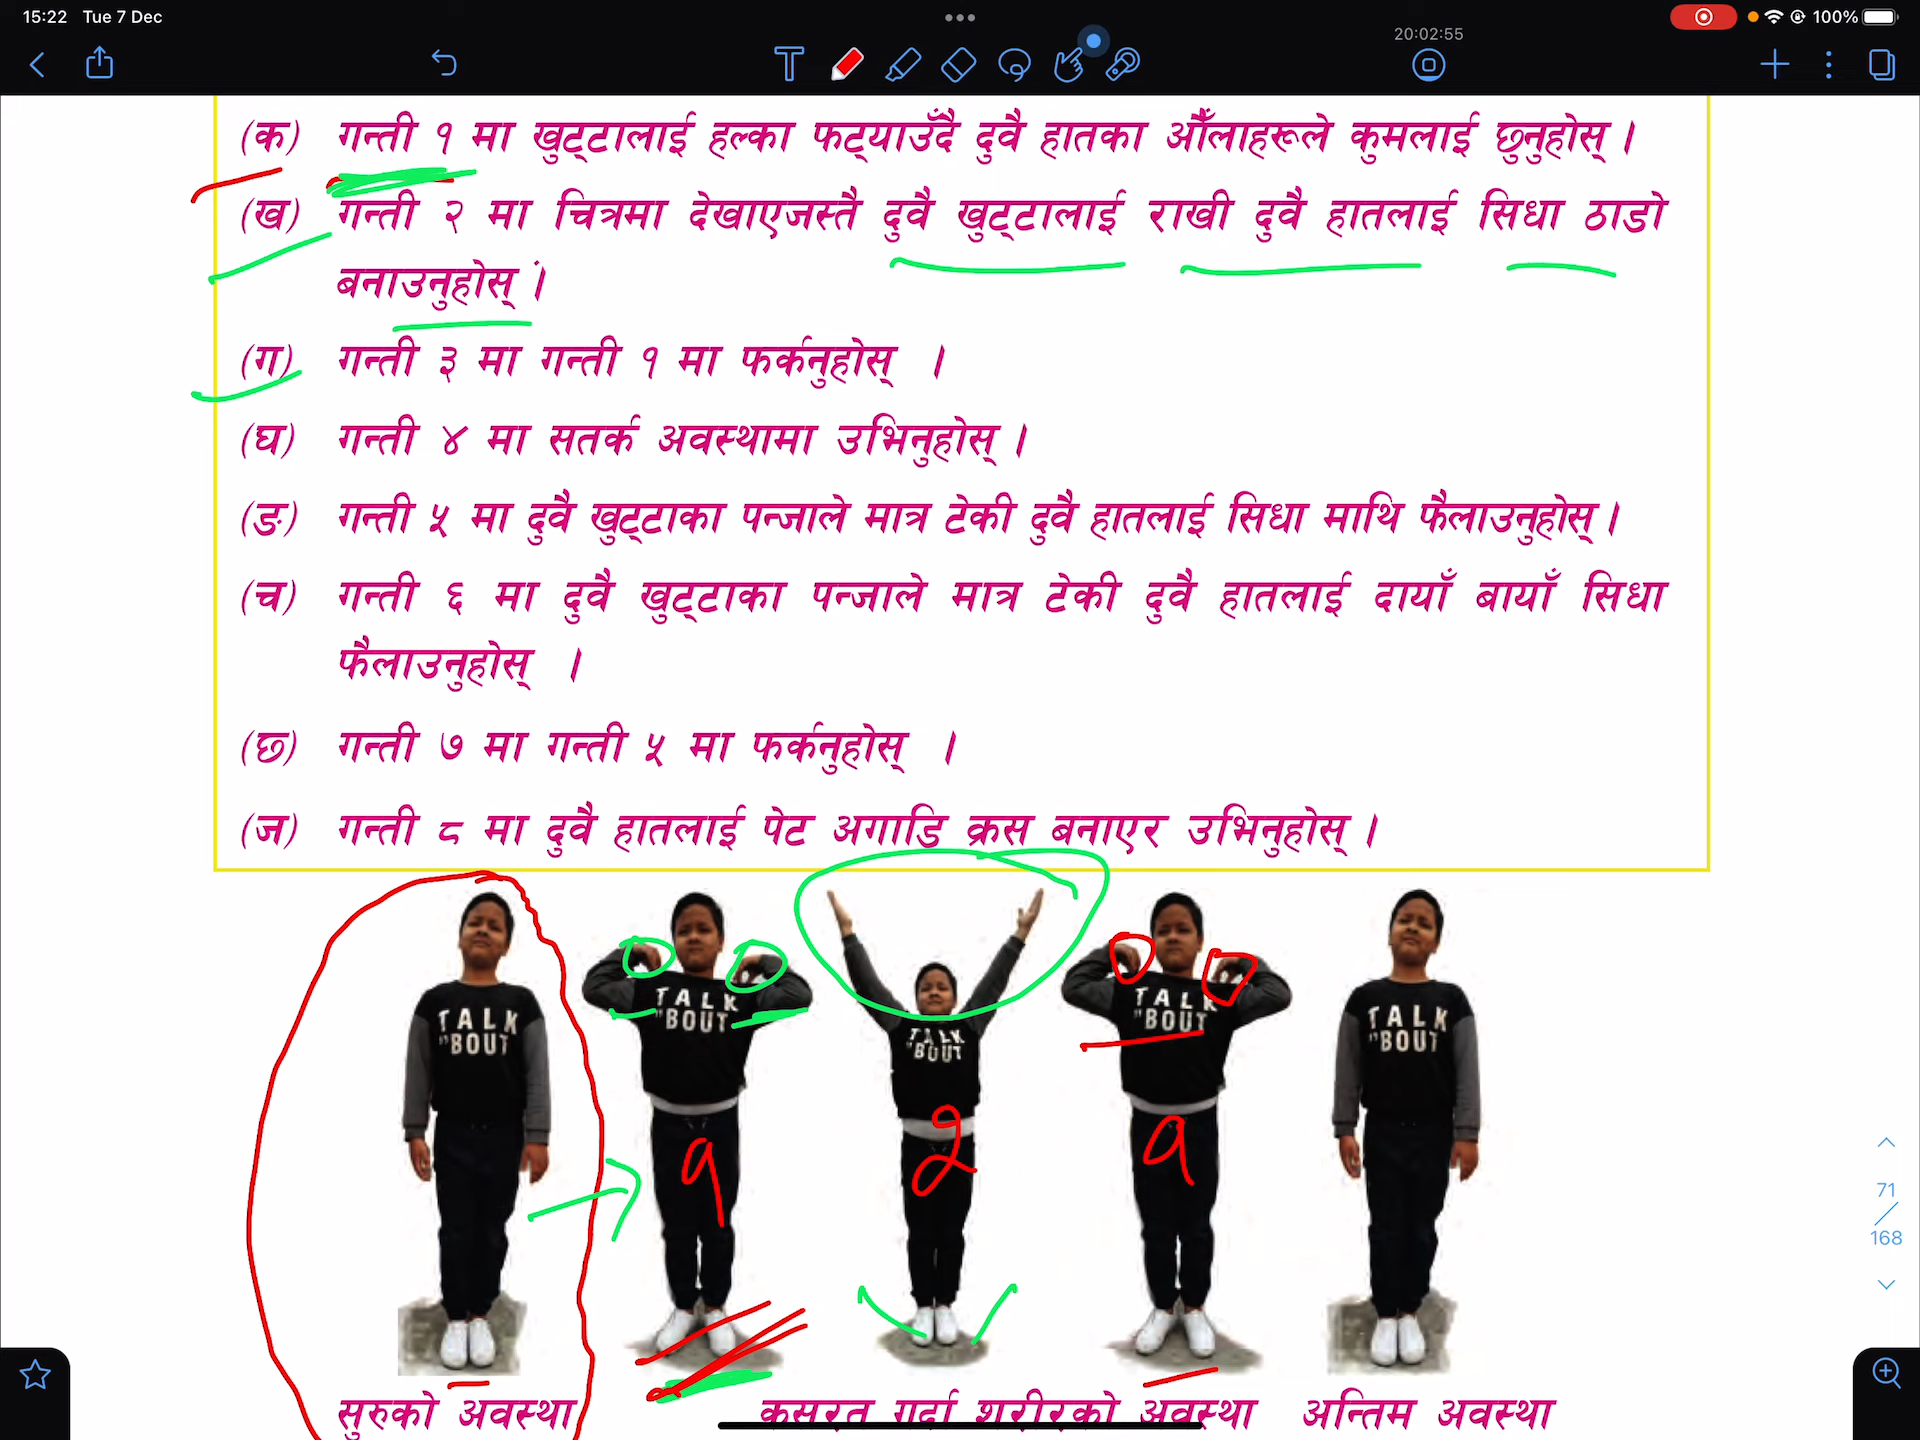 15:22 Tue 7 Dec
100%
20:02:55
(क) गन्ती १ मा खुट्टालाई हल्का फट्याउँदै दुवै हातका औँलाहरूले कुमलाई छुनुहोस् ।
(ख) गन्ती २ मा चित्रमा देखाएजस्तै दुवै खुट्टालाई राखी दुवै हातलाई सिधा ठाडो
बनाउनुहोस् ।
(ग) गन्ती ३ मा गन्ती १ मा फर्कनुहोस् ।
(घ) गन्ती ४ मा सतर्क अवस्थामा उभिनुहोस् ।
(ङ) गन्ती ५ मा दुवै खुट्टाका पन्जाले मात्र टेकी दुवै हातलाई सिधा माथि फैलाउनुहोस् ।
(च) गन्ती ६ मा दुवै खुट्टाका पन्जाले मात्र टेकी दुवै हातलाई दायाँ बायाँ सिधा
फैलाउनुहोस् ।
(छ) गन्ती ७ मा गन्ती ५ मा फर्कनुहोस् ।
(ज) गन्ती ८ मा दुवै हातलाई पेट अगाडि क्रस बनाएर उभिनुहोस् ।
TALK "BOUT
TALK "BOUT
TALK "BOUT
TALK "BOUT
TALK "BOUT
१ २ १
71
168
सुरुको अवस्था कसरत गर्दा शरीरको अवस्था अन्तिम अवस्था